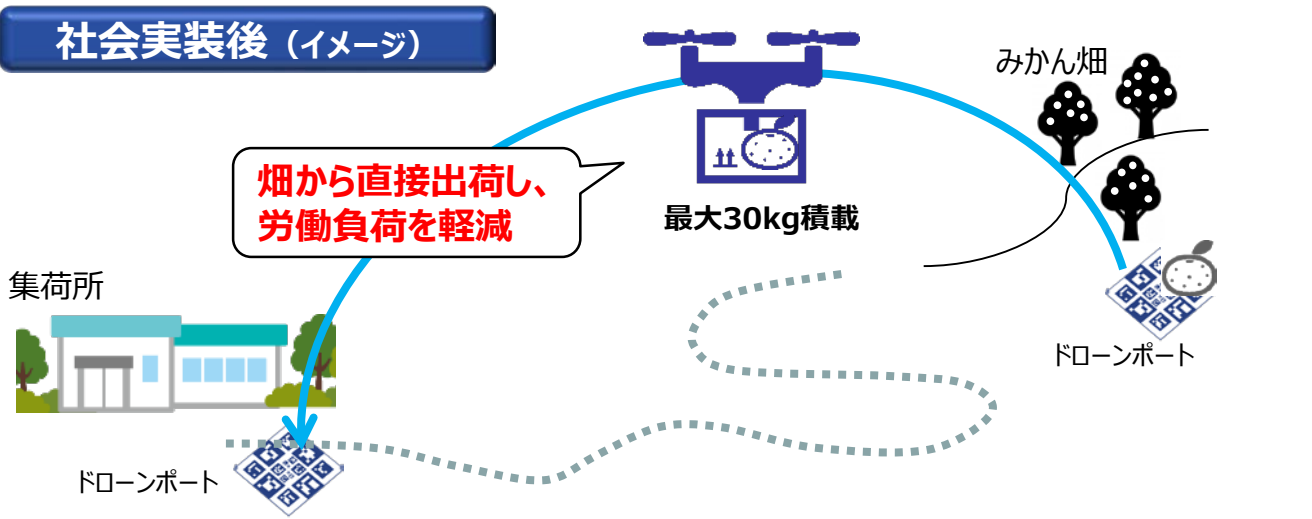 社会実装後（イメージ）
みかん畑
畑から直接出荷し、
労働負荷を軽減
最大30kg積載
集荷所
ドローンポート
ドローンポート